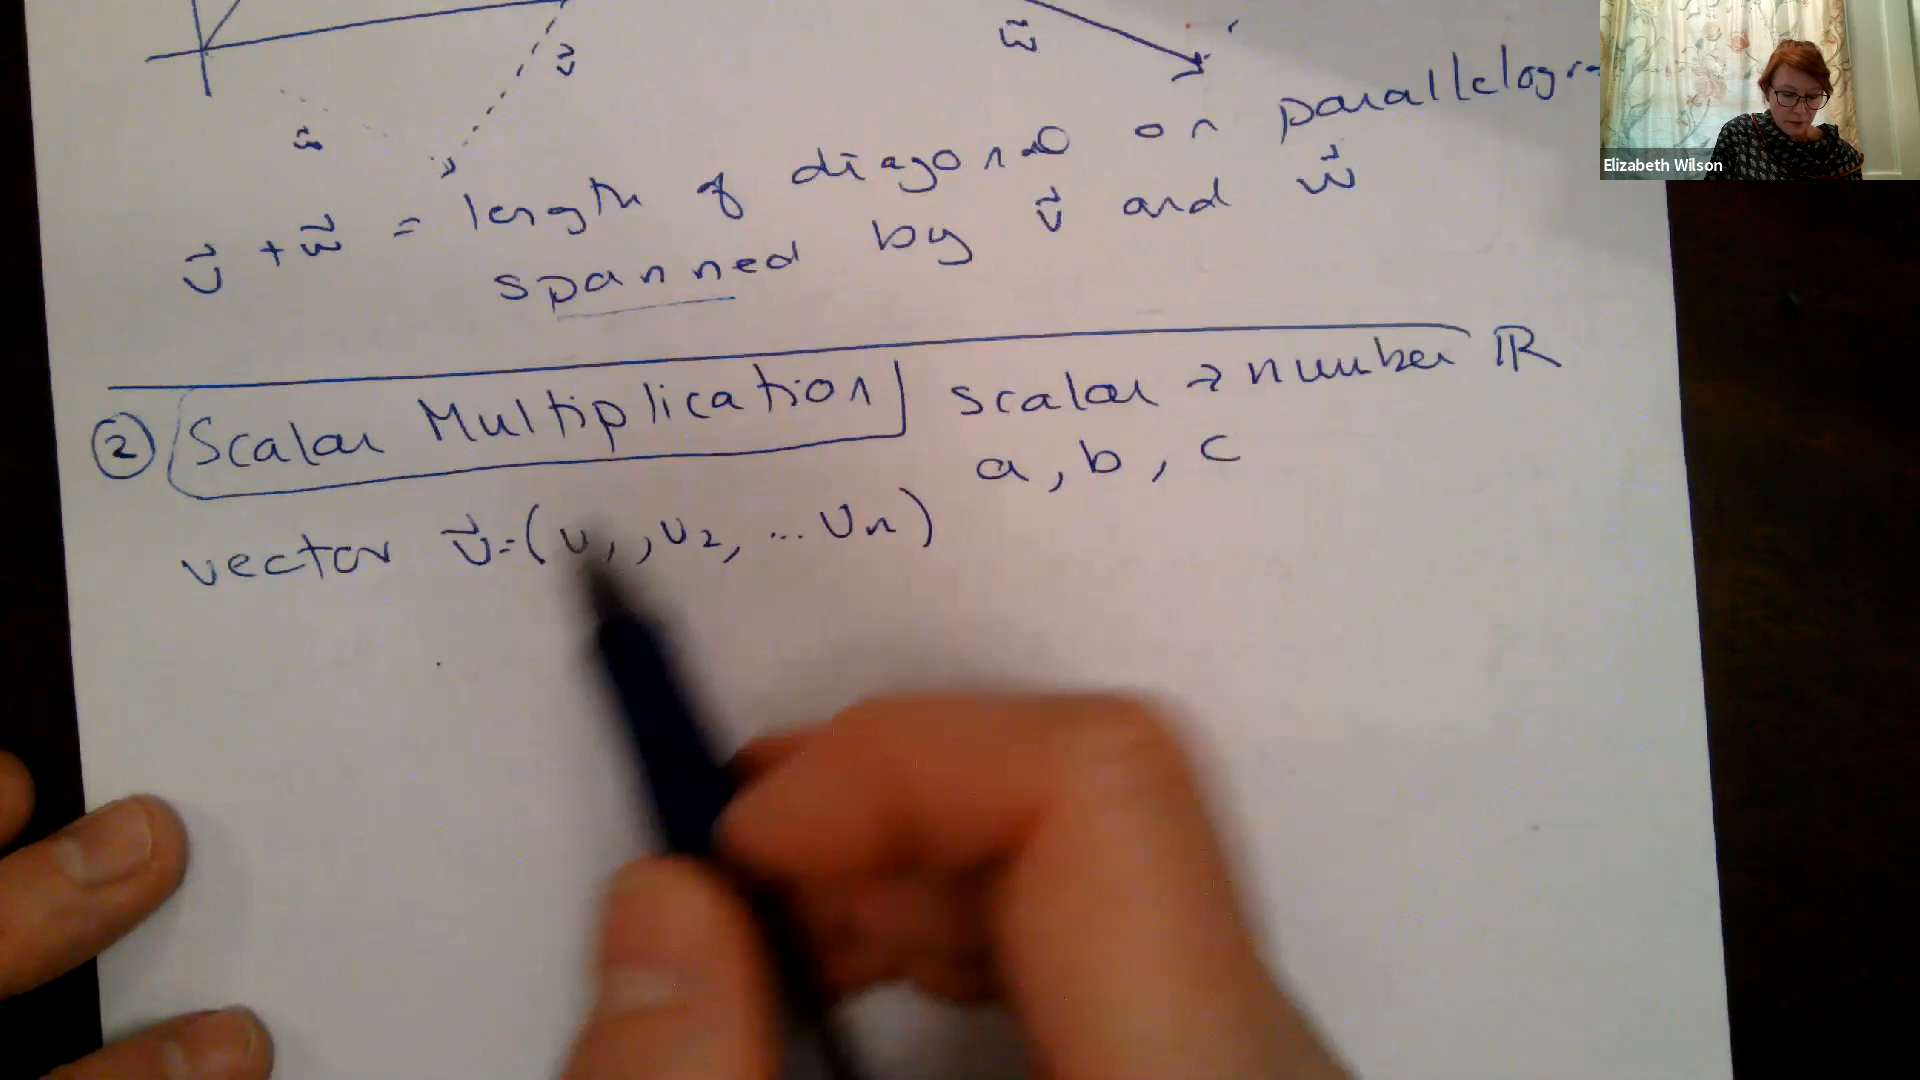 v⃗
w⃗
w⃗
v⃗ + w⃗ = length of diagonal on parallelogr
spanned by v⃗ and w⃗
② Scalar Multiplication scalar → number ℝ
a, b, c
vector v⃗ = (v₁, v₂, ... vₙ)
Elizabeth Wilson